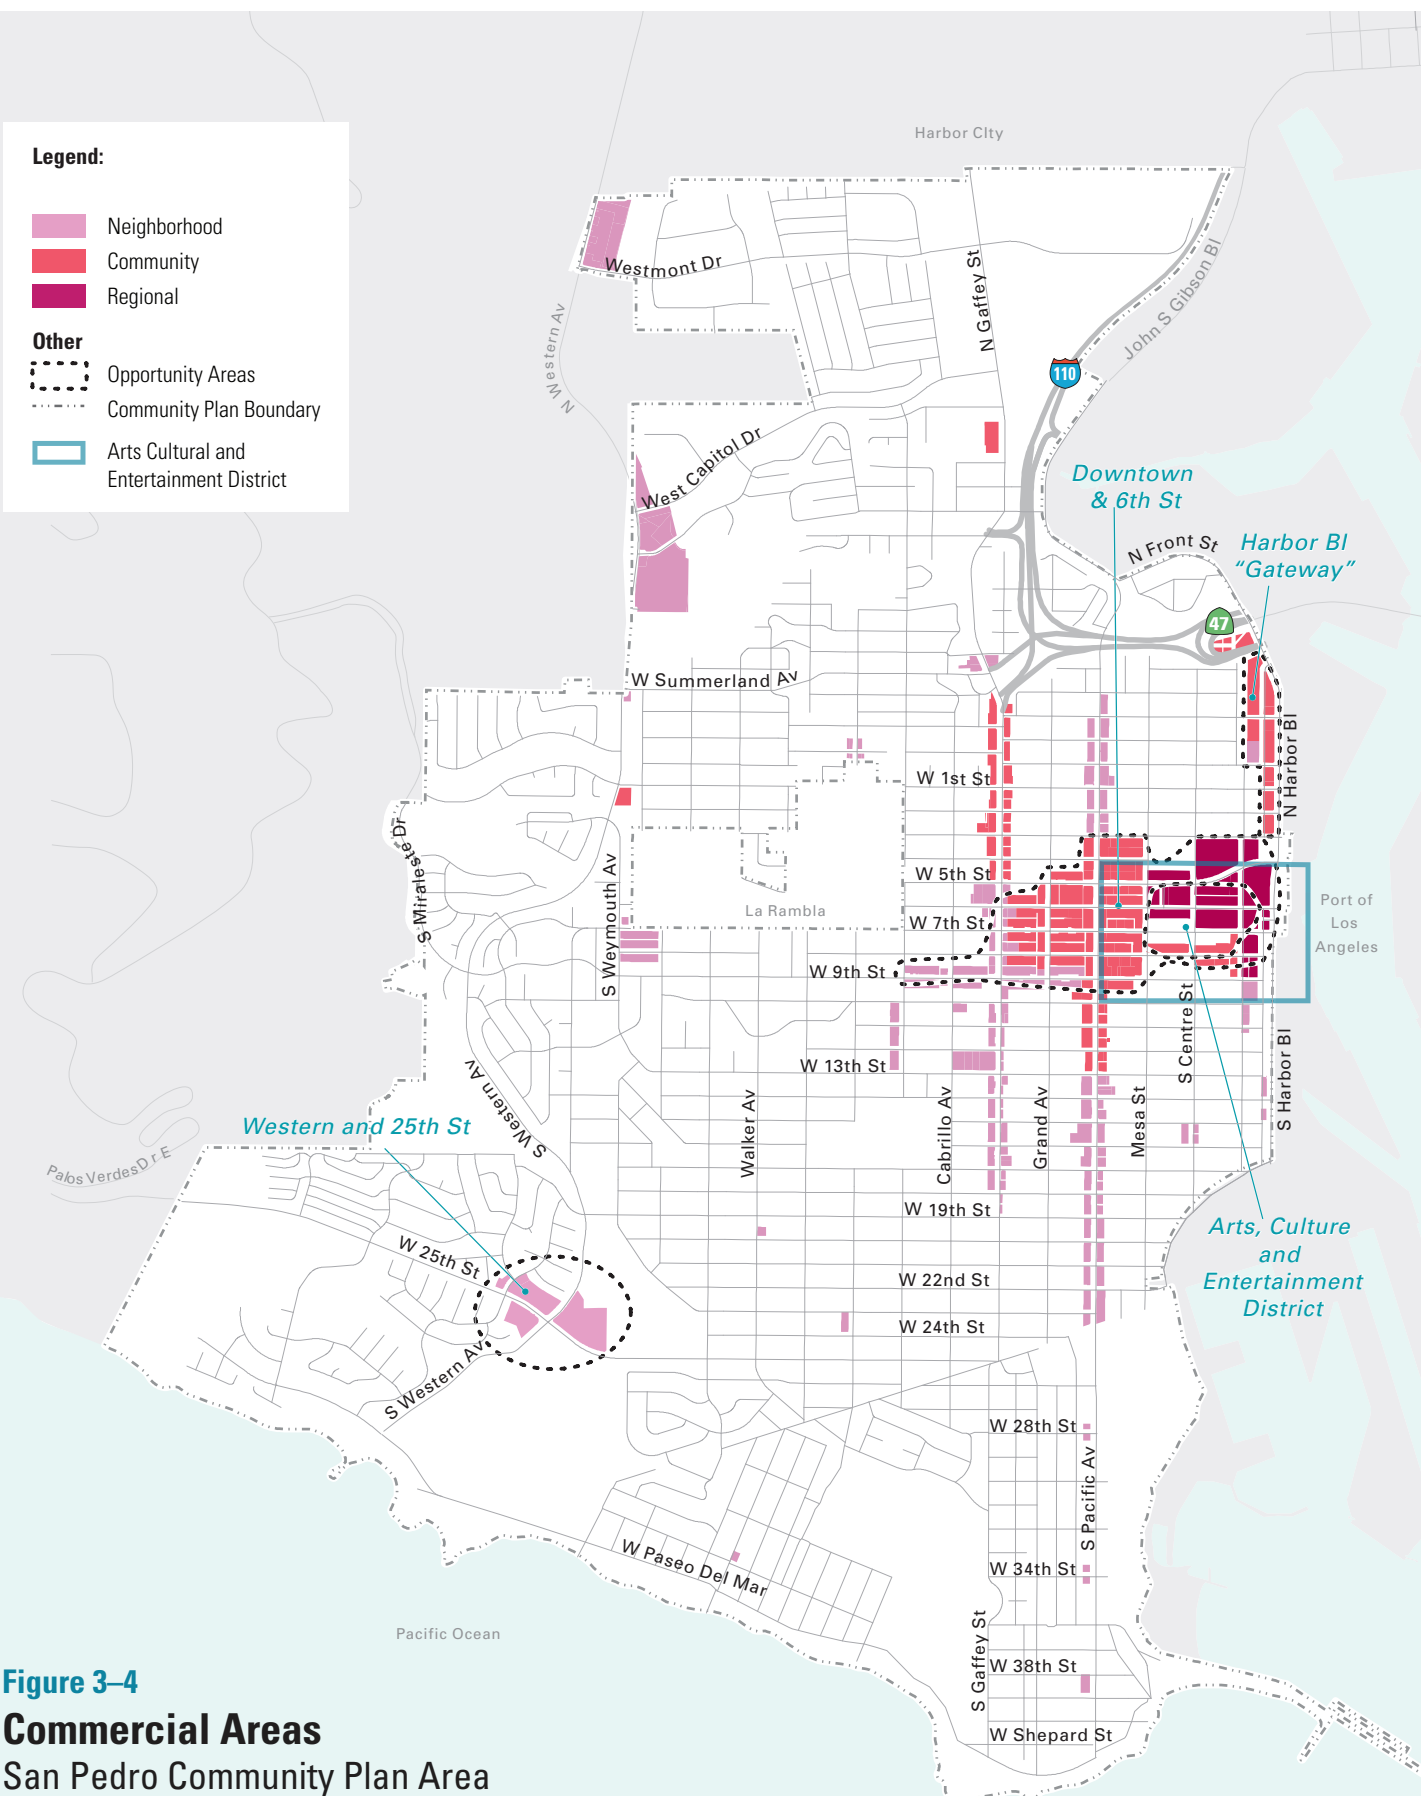 Harbor CIty
Legend:
Neighborhood
Community
Regional
Other
Opportunity Areas
Community Plan Boundary
Arts Cultural and
Entertainment District
Westmont Dr
N Gaffey St
John S Gibson Bl
N Western Av
110
West Capitol Dr
Downtown
& 6th St
N Front St
Harbor Bl
“Gateway”
47
W Summerland Av
N Harbor Bl
W 1st St
S Miraleste Dr
S Weymouth Av
W 5th St
La Rambla
W 7th St
Port of
Los
Angeles
W 9th St
S Centre St
W 13th St
S Harbor Bl
S Western Av
Walker Av
Cabrillo Av
Grand Av
Mesa St
Western and 25th St
Palos Verdes Dr E
W 19th St
Arts, Culture
and
Entertainment
District
W 25th St
W 22nd St
W 24th St
S Western Av
W 28th St
S Pacific Av
W Paseo Del Mar
W 34th St
Pacific Ocean
S Gaffey St
W 38th St
W Shepard St
Figure 3–4
Commercial Areas
San Pedro Community Plan Area